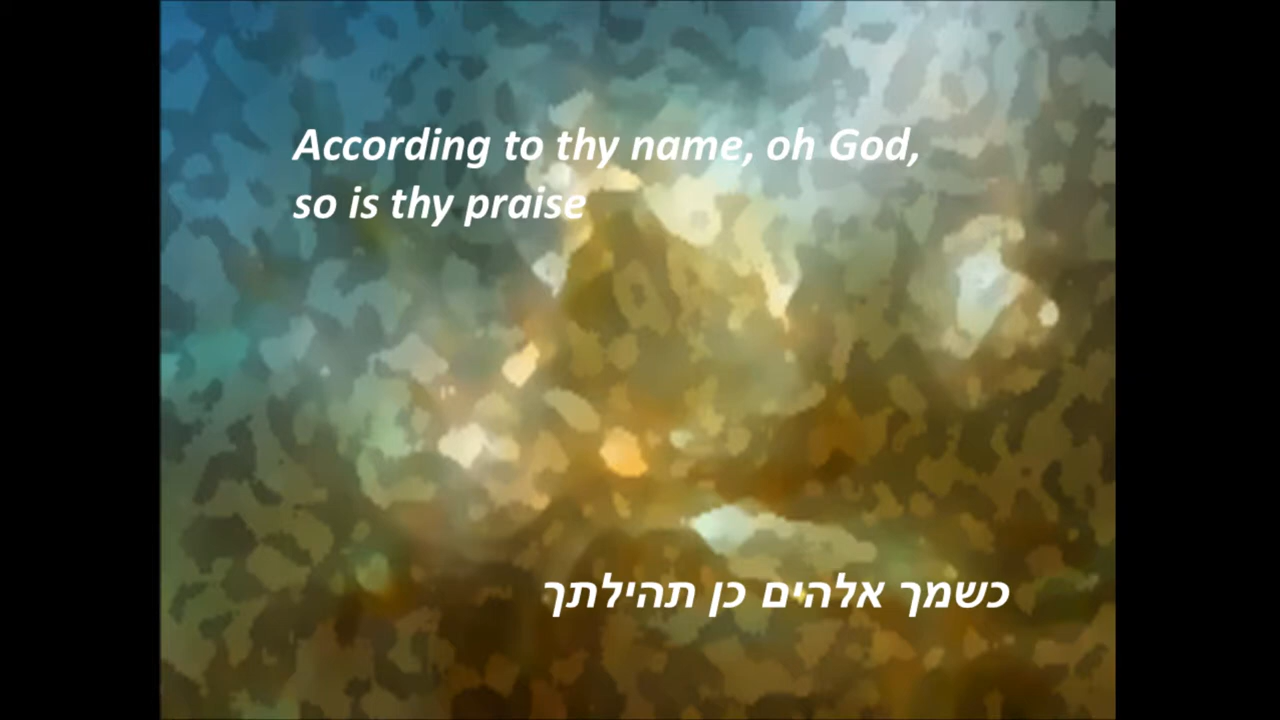 According to thy name, oh God,
so is thy praise
כשמך אלהים כן תהילתך